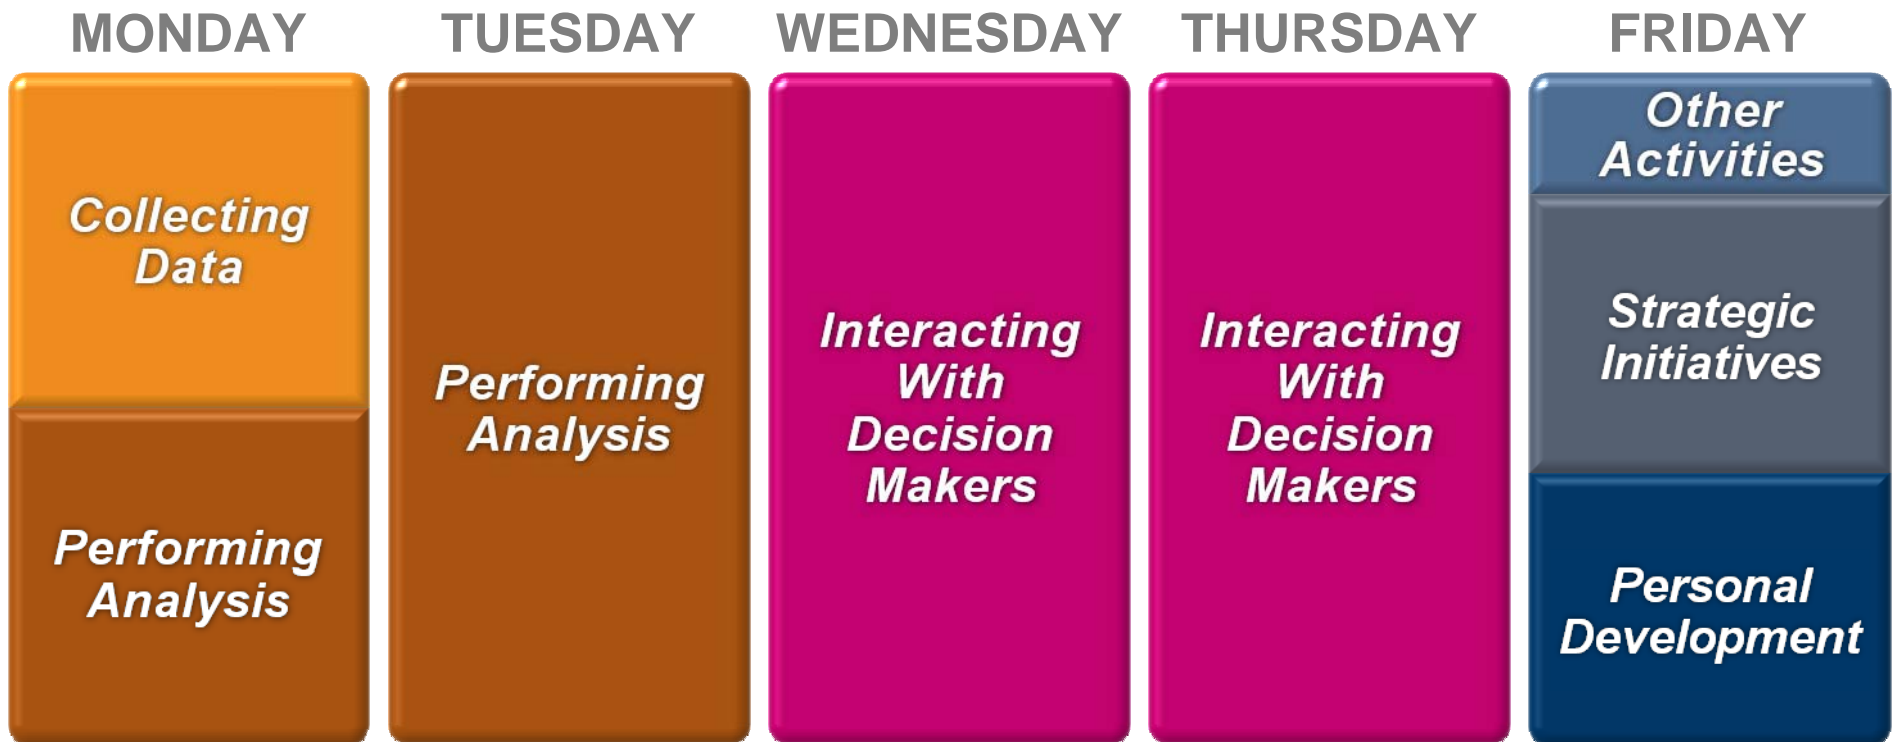 MONDAY TUESDAY WEDNESDAY THURSDAY FRIDAY
Collecting
Data
Performing
Analysis
Performing
Analysis
Interacting
With
Decision
Makers
Interacting
With
Decision
Makers
Other
Activities
Strategic
Initiatives
Personal
Development